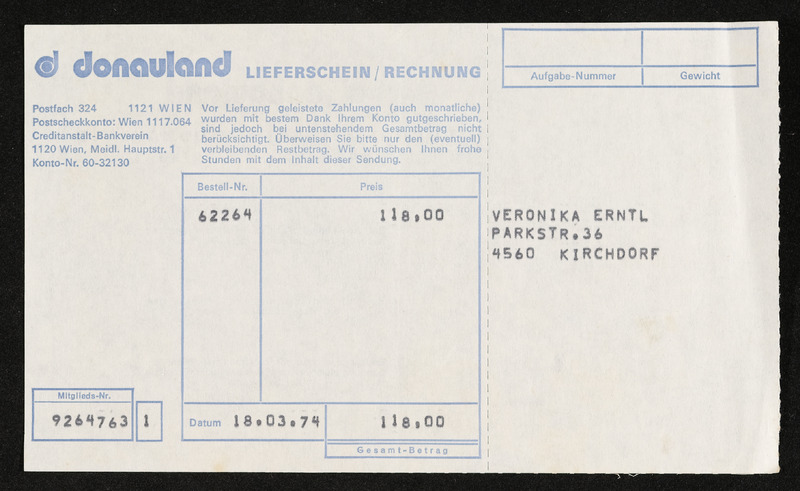 donauland LIEFERSCHEIN / RECHNUNG
Postfach 324 1121 WIEN
Postscheckkonto: Wien 1117.064
Creditanstalt-Bankverein
1120 Wien, Meidl. Hauptstr. 1
Konto-Nr. 60-32130
Vor Lieferung geleistete Zahlungen (auch monatliche)
wurden mit bestem Dank Ihrem Konto gutgeschrieben,
sind jedoch bei untenstehendem Gesamtbetrag nicht
berücksichtigt. Überweisen Sie bitte nur den (eventuell)
verbleibenden Restbetrag. Wir wünschen Ihnen frohe
Stunden mit dem Inhalt dieser Sendung.
Bestell-Nr. Preis
62264 118,00
Mitglieds-Nr.
9264763 1
Datum 18.03.74 118,00
Gesamt-Betrag
Aufgabe-Nummer Gewicht
VERONIKA ERNTL
PARKSTR.36
4560 KIRCHDORF